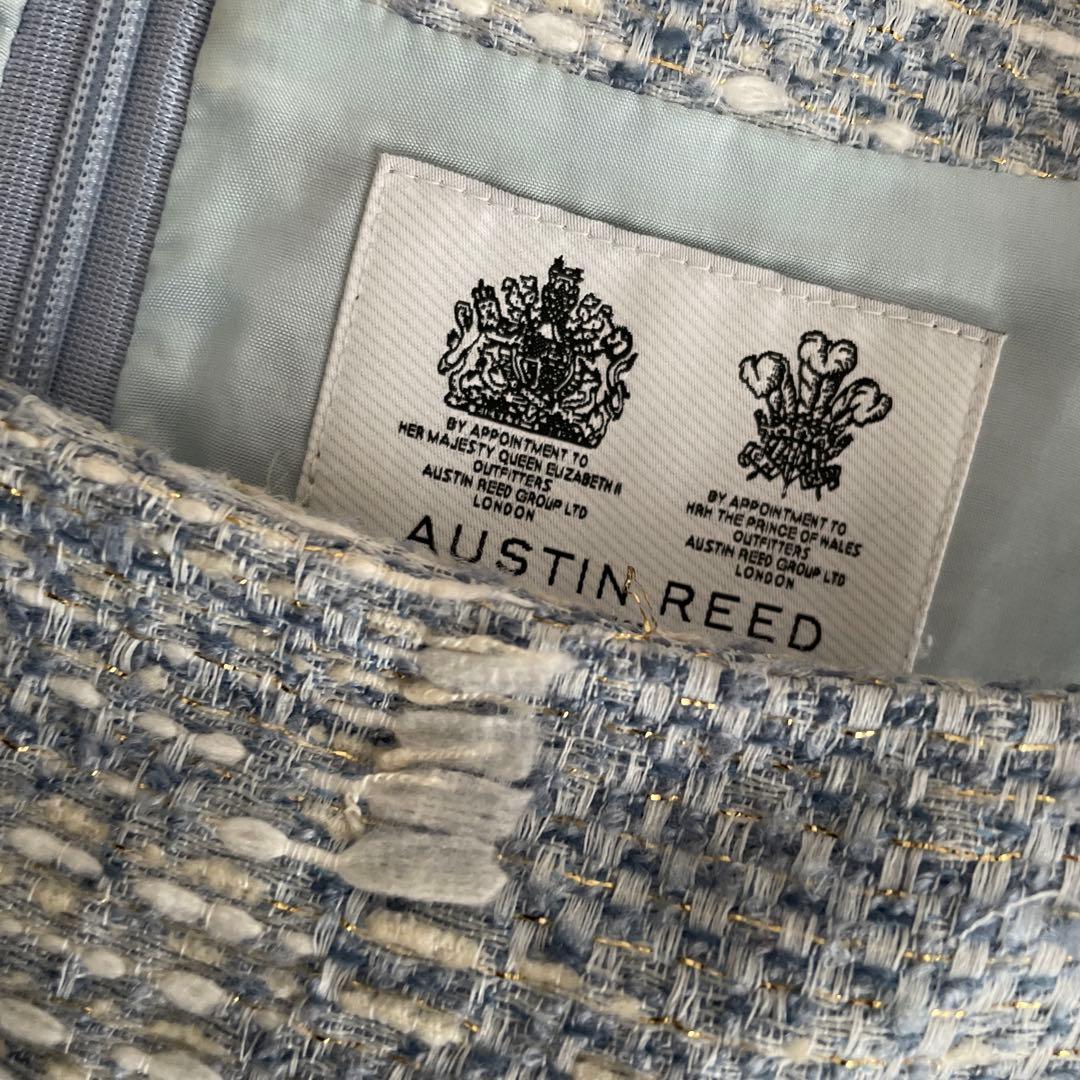 BY APPOINTMENT TO
HER MAJESTY QUEEN ELIZABETH II
OUTFITTERS
AUSTIN REED GROUP LTD
LONDON
BY APPOINTMENT TO
HRH THE PRINCE OF WALES
OUTFITTERS
AUSTIN REED GROUP LTD
LONDON
AUSTIN REED